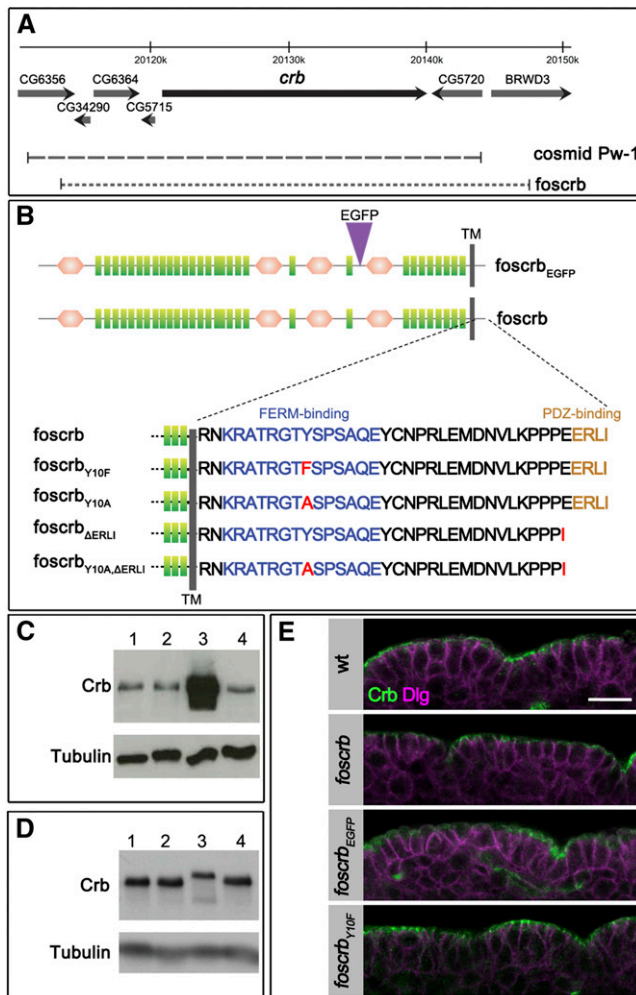 A
20120k 20130k 20140k 20150k
CG6356 CG6364 crb CG5720 BRWD3
CG34290 CG5715
cosmid Pw-1
foscrb
B
EGFP
TM
foscrbEGFP
foscrb
FERM-binding PDZ-binding
foscrb RNKRATRGTYSPSAQEYCNPRLEMDNVLKPPPEERLI
foscrbY10F RNKRATRGTFSPSAQEYCNPRLEMDNVLKPPPEERLI
foscrbY10A RNKRATRGTASPSAQEYCNPRLEMDNVLKPPPEERLI
foscrbΔERLI RNKRATRGTYSPSAQEYCNPRLEMDNVLKPPPI
foscrbY10A,ΔERLI RNKRATRGTASPSAQEYCNPRLEMDNVLKPPPI
TM
C
1 2 3 4
Crb
Tubulin
D
1 2 3 4
Crb
Tubulin
E
wt
Crb Dlg
foscrb
foscrbEGFP
foscrbY10F